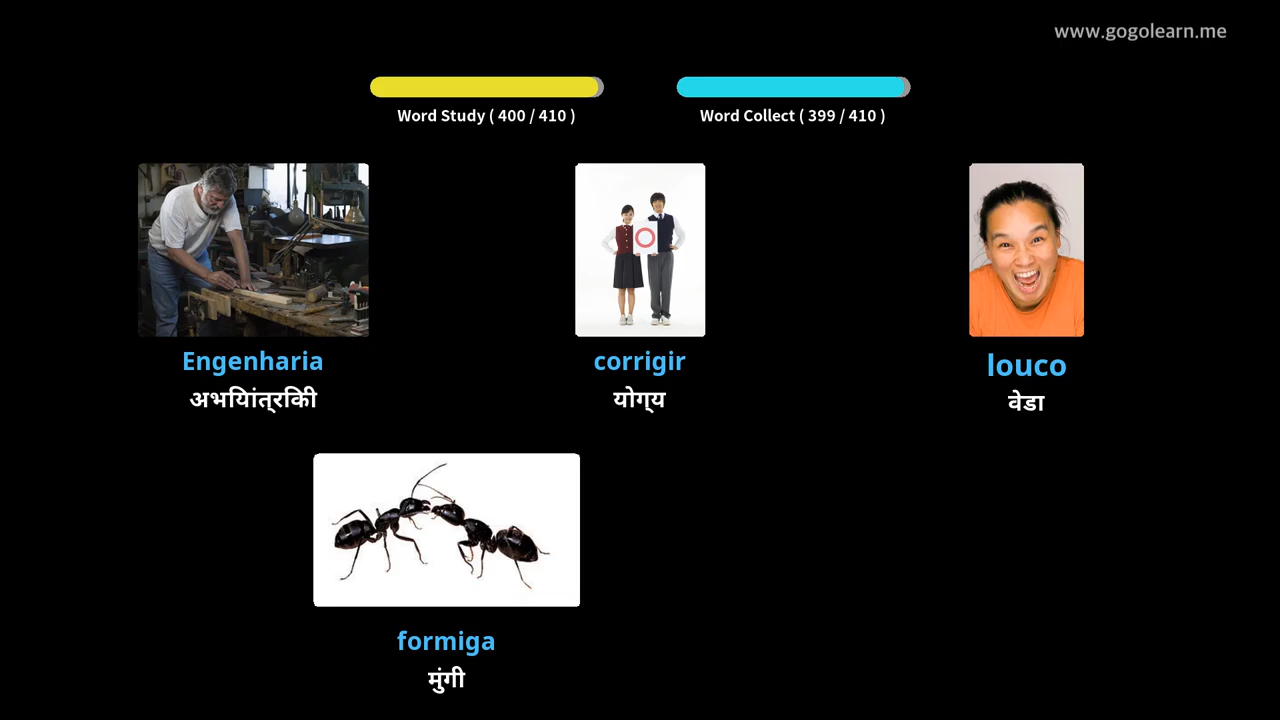 www.gogolearn.me
Word Study ( 400 / 410 )
Word Collect ( 399 / 410 )
Engenharia
अभियांत्रिकी
corrigir
योग्य
louco
वेडा
formiga
मुंगी